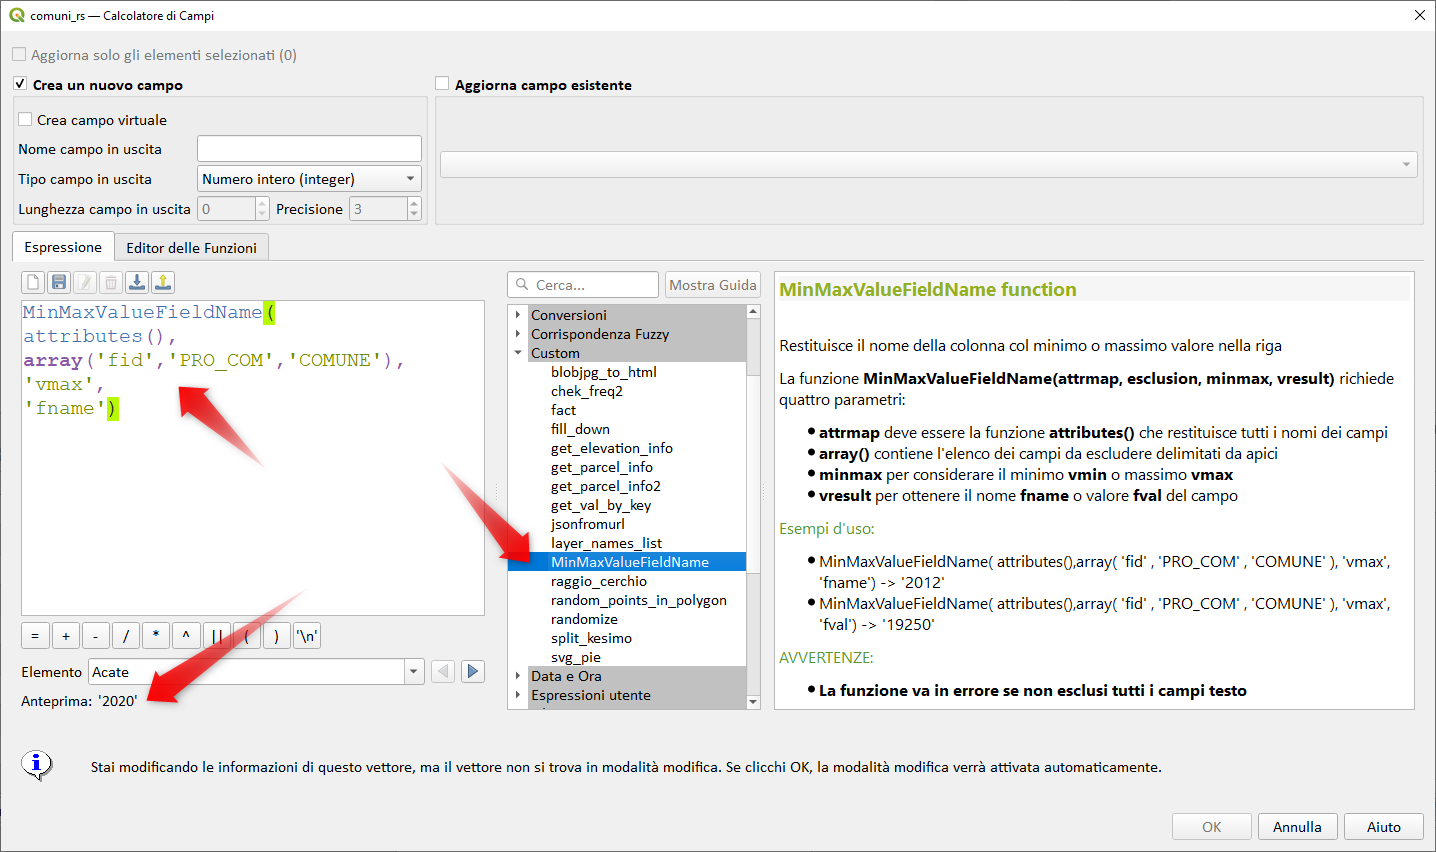 comuni_rs — Calcolatore di Campi
Aggiorna solo gli elementi selezionati (0)
Crea un nuovo campo
Aggiorna campo esistente
Crea campo virtuale
Nome campo in uscita
Tipo campo in uscita
Numero intero (integer)
Lunghezza campo in uscita
0
Precisione
3
Espressione
Editor delle Funzioni
MinMaxValueFieldName(
attributes(),
array('fid','PRO_COM','COMUNE'),
'vmax',
'fname')
= + - / * ^ || ( ) '\n'
Elemento
Acate
Anteprima: '2020'
Cerca...
Mostra Guida
Conversioni
Corrispondenza Fuzzy
Custom
blobjpg_to_html
chek_freq2
fact
fill_down
get_elevation_info
get_parcel_info
get_parcel_info2
get_val_by_key
jsonfromurl
layer_names_list
MinMaxValueFieldName
raggio_cerchio
random_points_in_polygon
randomize
split_kesimo
svg_pie
Data e Ora
Espressioni utente
MinMaxValueFieldName function
Restituisce il nome della colonna col minimo o massimo valore nella riga
La funzione MinMaxValueFieldName(attrmap, esclusion, minmax, vresult) richiede
quattro parametri:
● attrmap deve essere la funzione attributes() che restituisce tutti i nomi dei campi
● array() contiene l'elenco dei campi da escludere delimitati da apici
● minmax per considerare il minimo vmin o massimo vmax
● vresult per ottenere il nome fname o valore fval del campo
Esempi d'uso:
● MinMaxValueFieldName( attributes(),array( 'fid' , 'PRO_COM' , 'COMUNE' ), 'vmax',
'fname') -> '2012'
● MinMaxValueFieldName( attributes(),array( 'fid' , 'PRO_COM' , 'COMUNE' ), 'vmax',
'fval') -> '19250'
AVVERTENZE:
● La funzione va in errore se non esclusi tutti i campi testo
Stai modificando le informazioni di questo vettore, ma il vettore non si trova in modalità modifica. Se clicchi OK, la modalità modifica verrà attivata automaticamente.
OK
Annulla
Aiuto